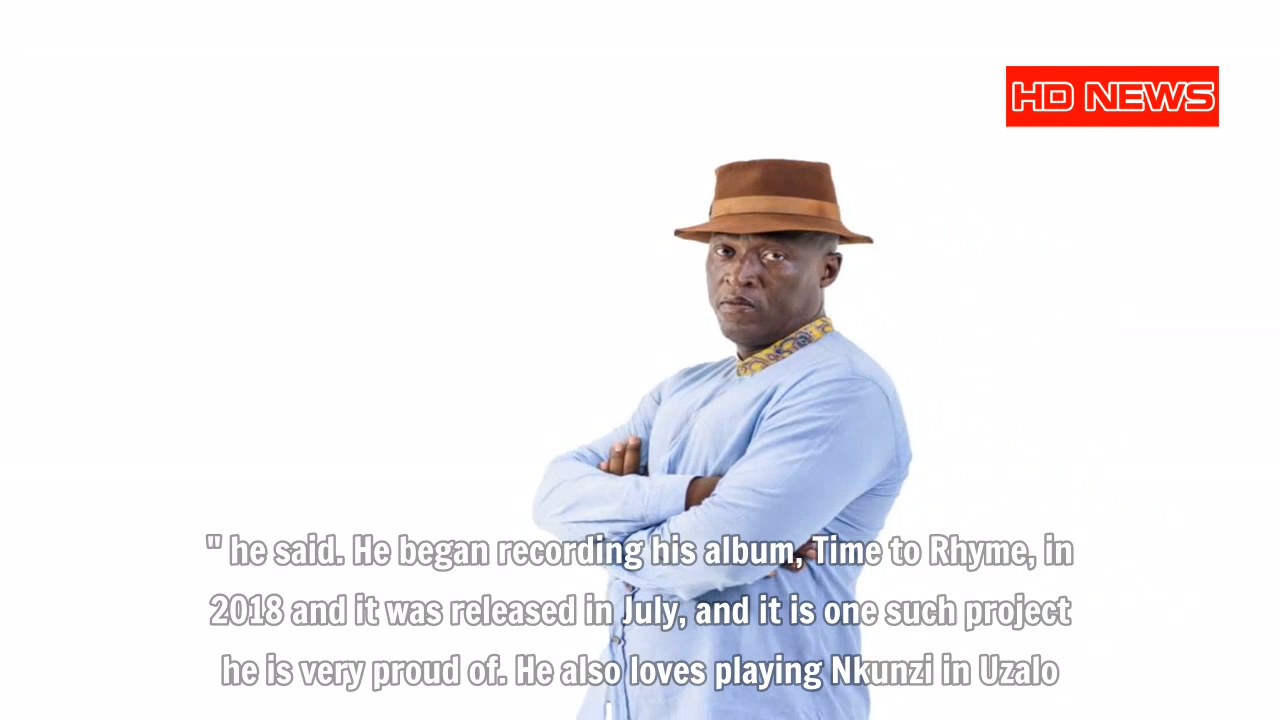 HD NEWS
" he said. He began recording his album, Time to Rhyme, in
2018 and it was released in July, and it is one such project
he is very proud of. He also loves playing Nkunzi in Uzalo